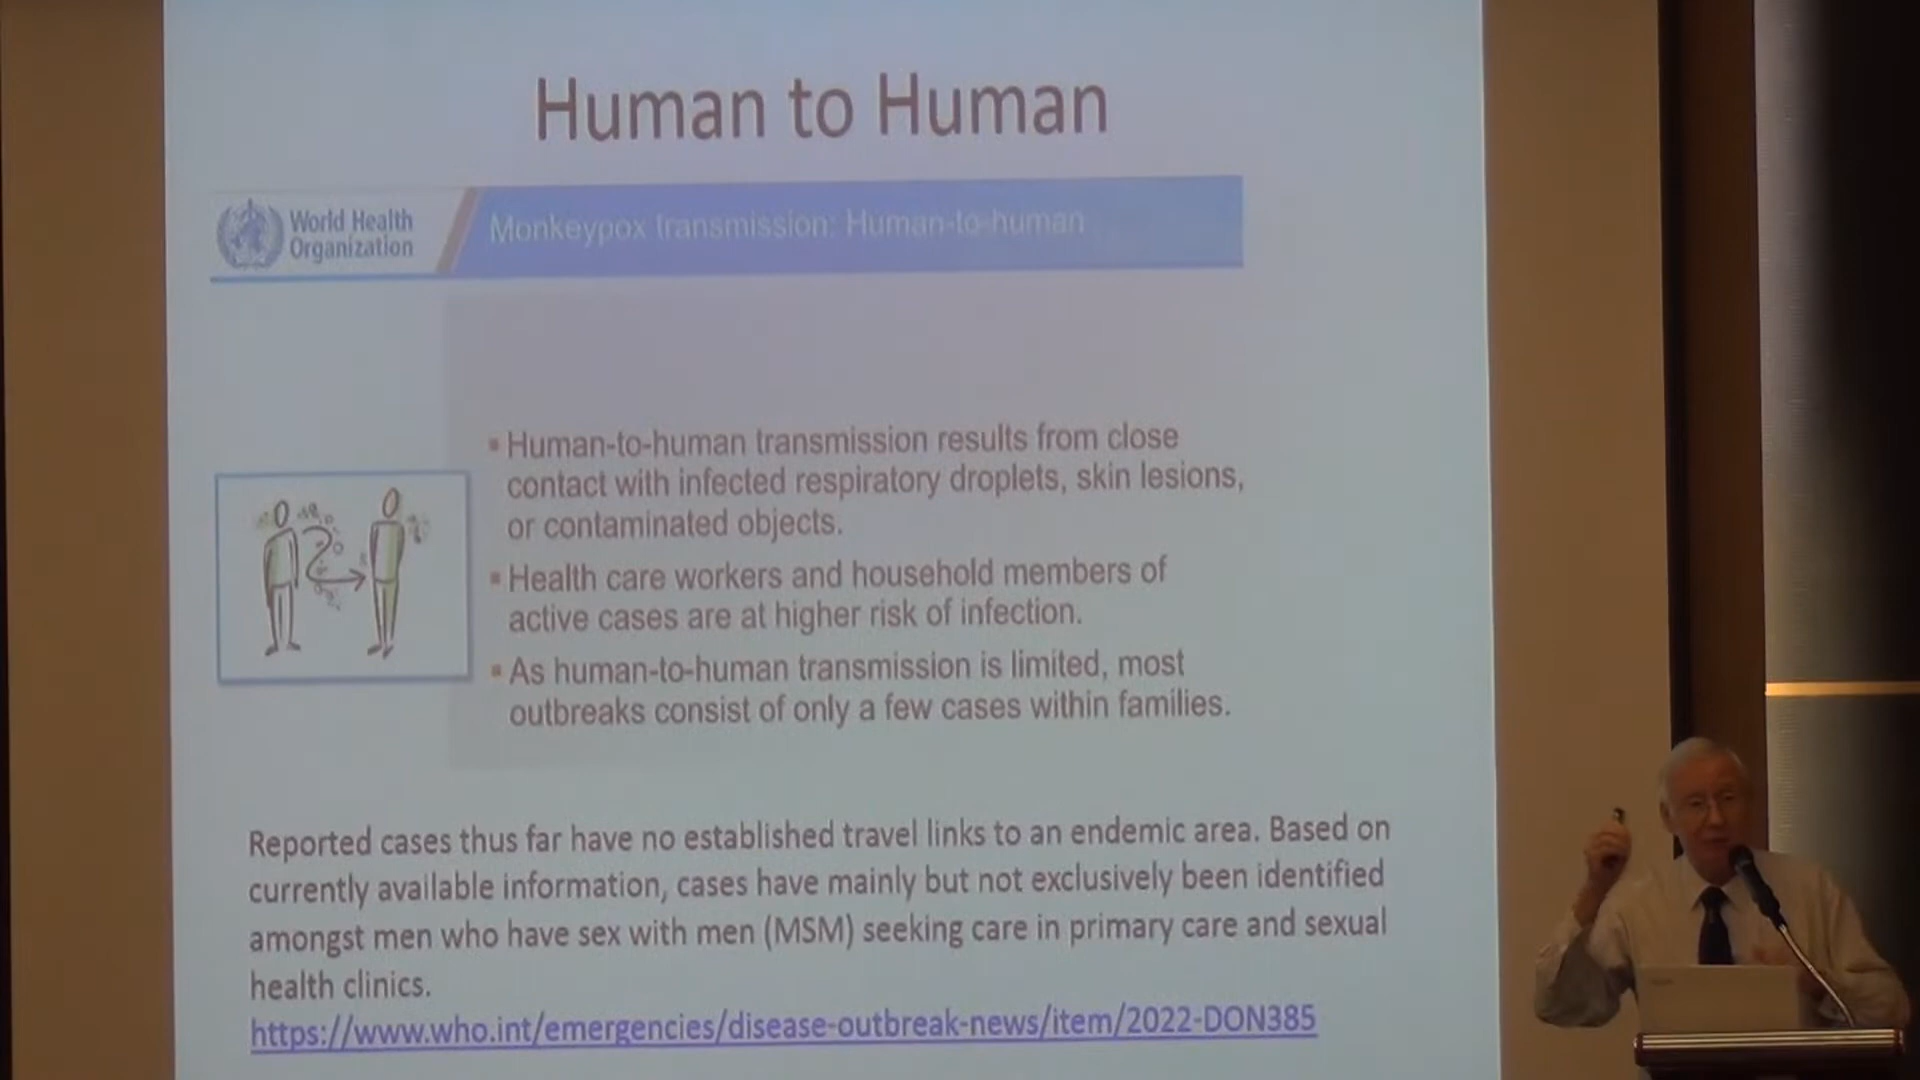 Human to Human
World Health
Organization
Monkeypox transmission: Human-to-human
▪ Human-to-human transmission results from close
contact with infected respiratory droplets, skin lesions,
or contaminated objects.
▪ Health care workers and household members of
active cases are at higher risk of infection.
▪ As human-to-human transmission is limited, most
outbreaks consist of only a few cases within families.
Reported cases thus far have no established travel links to an endemic area. Based on
currently available information, cases have mainly but not exclusively been identified
amongst men who have sex with men (MSM) seeking care in primary care and sexual
health clinics.
https://www.who.int/emergencies/disease-outbreak-news/item/2022-DON385